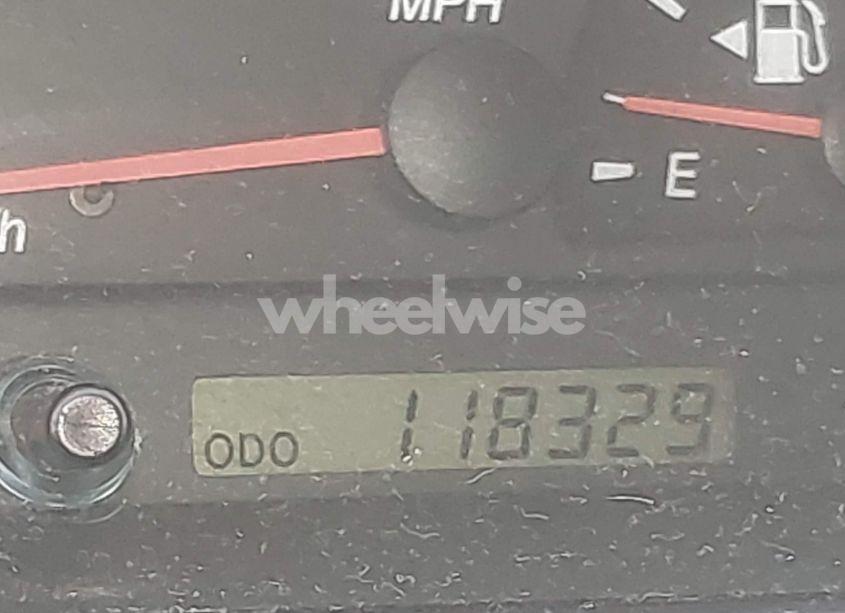 MPH
h
E
wheelwise
ODO 118329